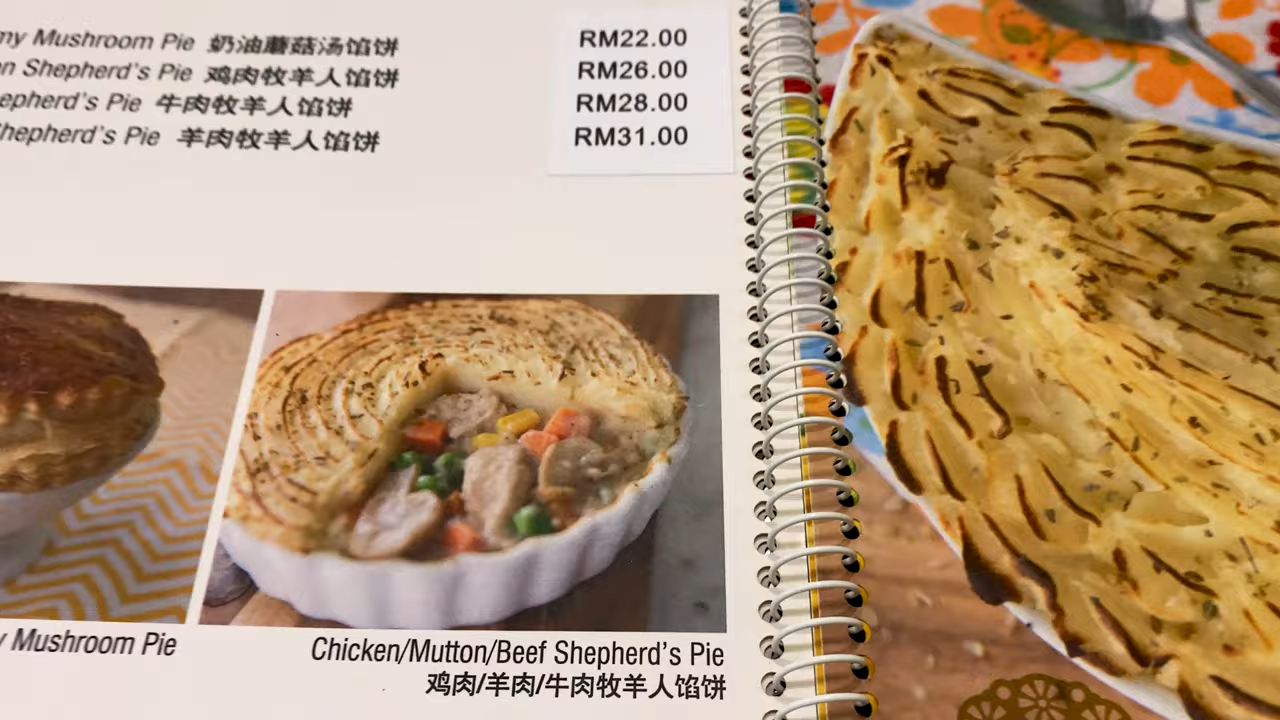 my Mushroom Pie 奶油蘑菇汤馅饼 RM22.00
n Shepherd's Pie 鸡肉牧羊人馅饼 RM26.00
epherd's Pie 牛肉牧羊人馅饼 RM28.00
Shepherd's Pie 羊肉牧羊人馅饼 RM31.00
y Mushroom Pie
Chicken/Mutton/Beef Shepherd's Pie
鸡肉/羊肉/牛肉牧羊人馅饼